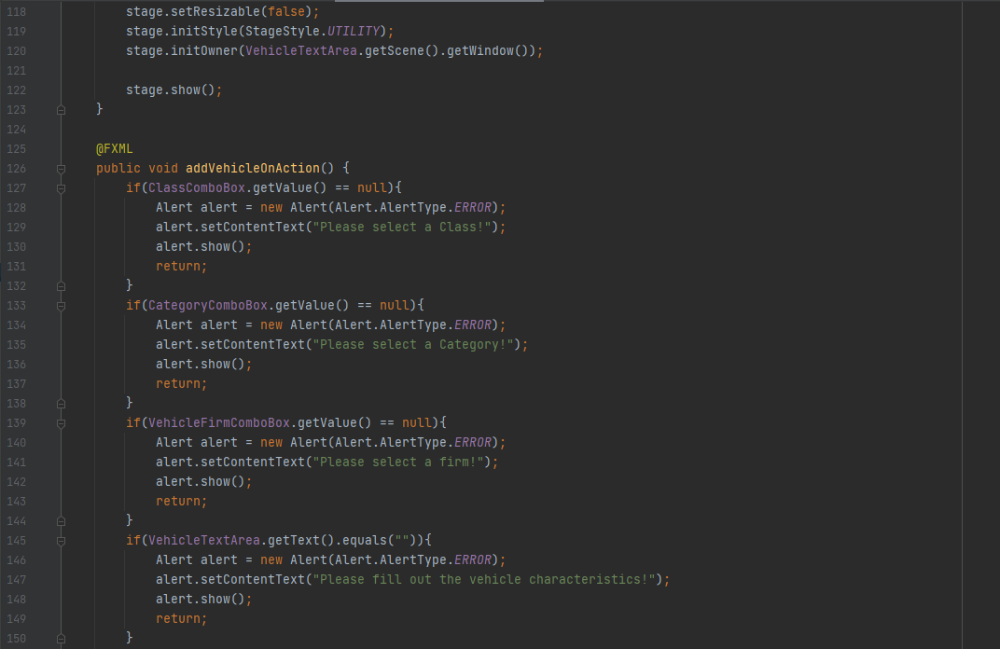 118 stage.setResizable(false);
119 stage.initStyle(StageStyle.UTILITY);
120 stage.initOwner(VehicleTextArea.getScene().getWindow());
121
122 stage.show();
123 }
124
125 @FXML
126 public void addVehicleOnAction() {
127 if(ClassComboBox.getValue() == null){
128 Alert alert = new Alert(Alert.AlertType.ERROR);
129 alert.setContentText("Please select a Class!");
130 alert.show();
131 return;
132 }
133 if(CategoryComboBox.getValue() == null){
134 Alert alert = new Alert(Alert.AlertType.ERROR);
135 alert.setContentText("Please select a Category!");
136 alert.show();
137 return;
138 }
139 if(VehicleFirmComboBox.getValue() == null){
140 Alert alert = new Alert(Alert.AlertType.ERROR);
141 alert.setContentText("Please select a firm!");
142 alert.show();
143 return;
144 }
145 if(VehicleTextArea.getText().equals("")){
146 Alert alert = new Alert(Alert.AlertType.ERROR);
147 alert.setContentText("Please fill out the vehicle characteristics!");
148 alert.show();
149 return;
150 }